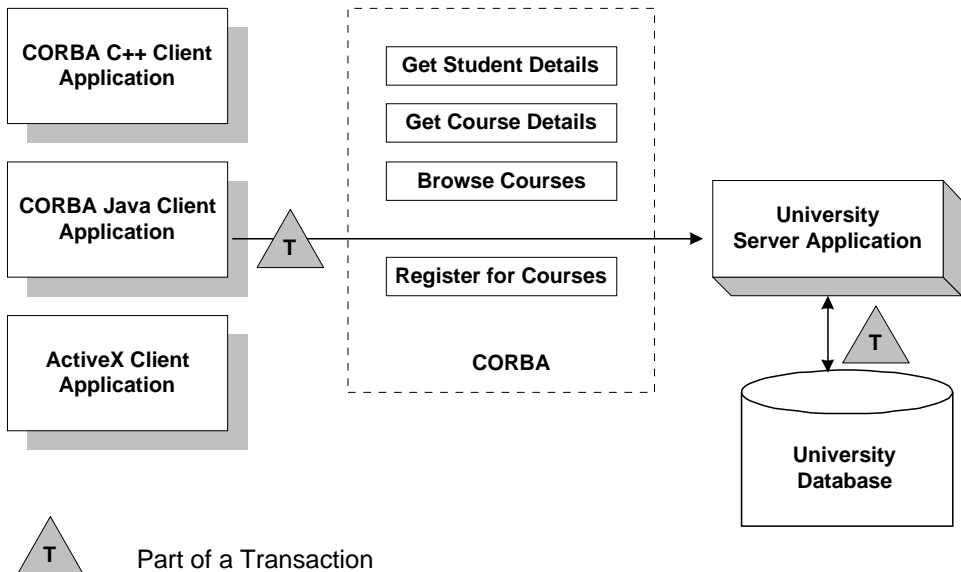 CORBA C++ Client
Application
CORBA Java Client
Application
ActiveX Client
Application
T
Get Student Details
Get Course Details
Browse Courses
Register for Courses
CORBA
University
Server Application
T
University
Database
T
Part of a Transaction